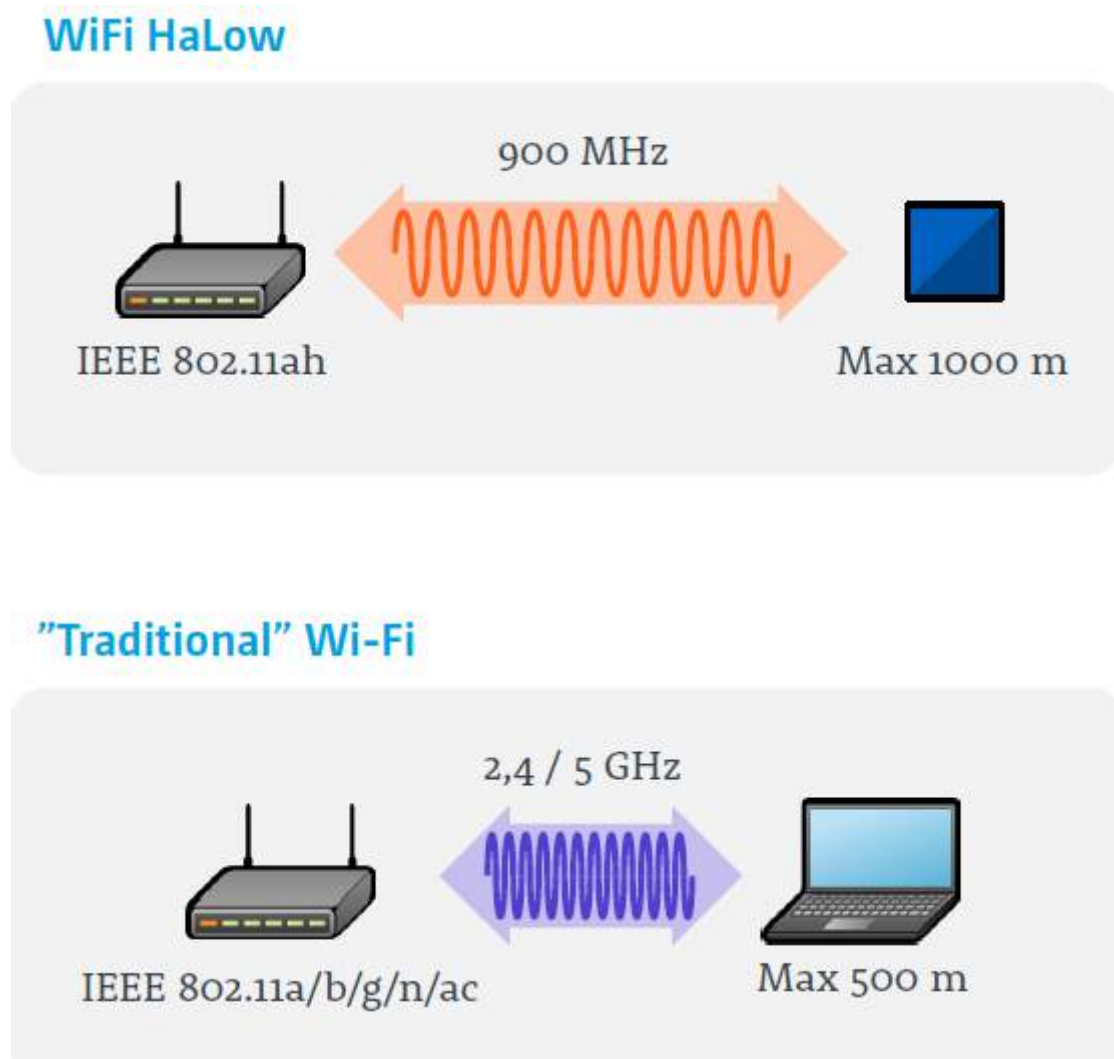 WiFi HaLow
900 MHz
IEEE 802.11ah
Max 1000 m
”Traditional” Wi-Fi
2,4 / 5 GHz
IEEE 802.11a/b/g/n/ac
Max 500 m